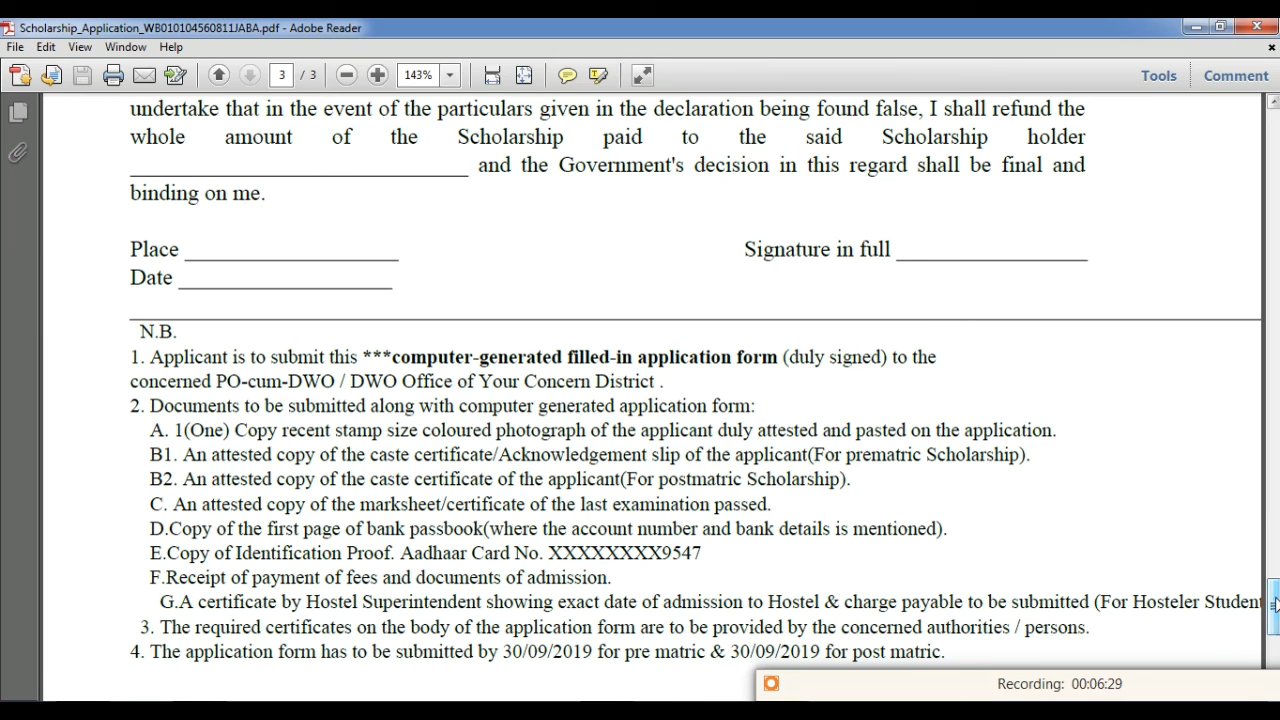 Scholarship_Application_WB010104560811JABA.pdf - Adobe Reader
File Edit View Window Help
3 / 3 143% Tools Comment
undertake that in the event of the particulars given in the declaration being found false, I shall refund the
whole amount of the Scholarship paid to the said Scholarship holder
__________________________________ and the Government's decision in this regard shall be final and
binding on me.
Place ______________________ Signature in full ____________________
Date ______________________
N.B.
1. Applicant is to submit this ***computer-generated filled-in application form (duly signed) to the
concerned PO-cum-DWO / DWO Office of Your Concern District .
2. Documents to be submitted along with computer generated application form:
A. 1(One) Copy recent stamp size coloured photograph of the applicant duly attested and pasted on the application.
B1. An attested copy of the caste certificate/Acknowledgement slip of the applicant(For prematric Scholarship).
B2. An attested copy of the caste certificate of the applicant(For postmatric Scholarship).
C. An attested copy of the marksheet/certificate of the last examination passed.
D.Copy of the first page of bank passbook(where the account number and bank details is mentioned).
E.Copy of Identification Proof. Aadhaar Card No. XXXXXXXX9547
F.Receipt of payment of fees and documents of admission.
G.A certificate by Hostel Superintendent showing exact date of admission to Hostel & charge payable to be submitted (For Hosteler Student
3. The required certificates on the body of the application form are to be provided by the concerned authorities / persons.
4. The application form has to be submitted by 30/09/2019 for pre matric & 30/09/2019 for post matric.
Recording: 00:06:29